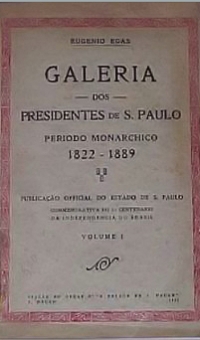 EUGENIO EGAS
GALERIA
DOS
PRESIDENTES DE S. PAULO
PERIODO MONARCHICO
1822 - 1889
PUBLICAÇÃO OFFICIAL DO ESTADO DE S. PAULO
COMMEMORATIVA DO 1º CENTENARIO
DA INDEPENDENCIA DO BRASIL
VOLUME I